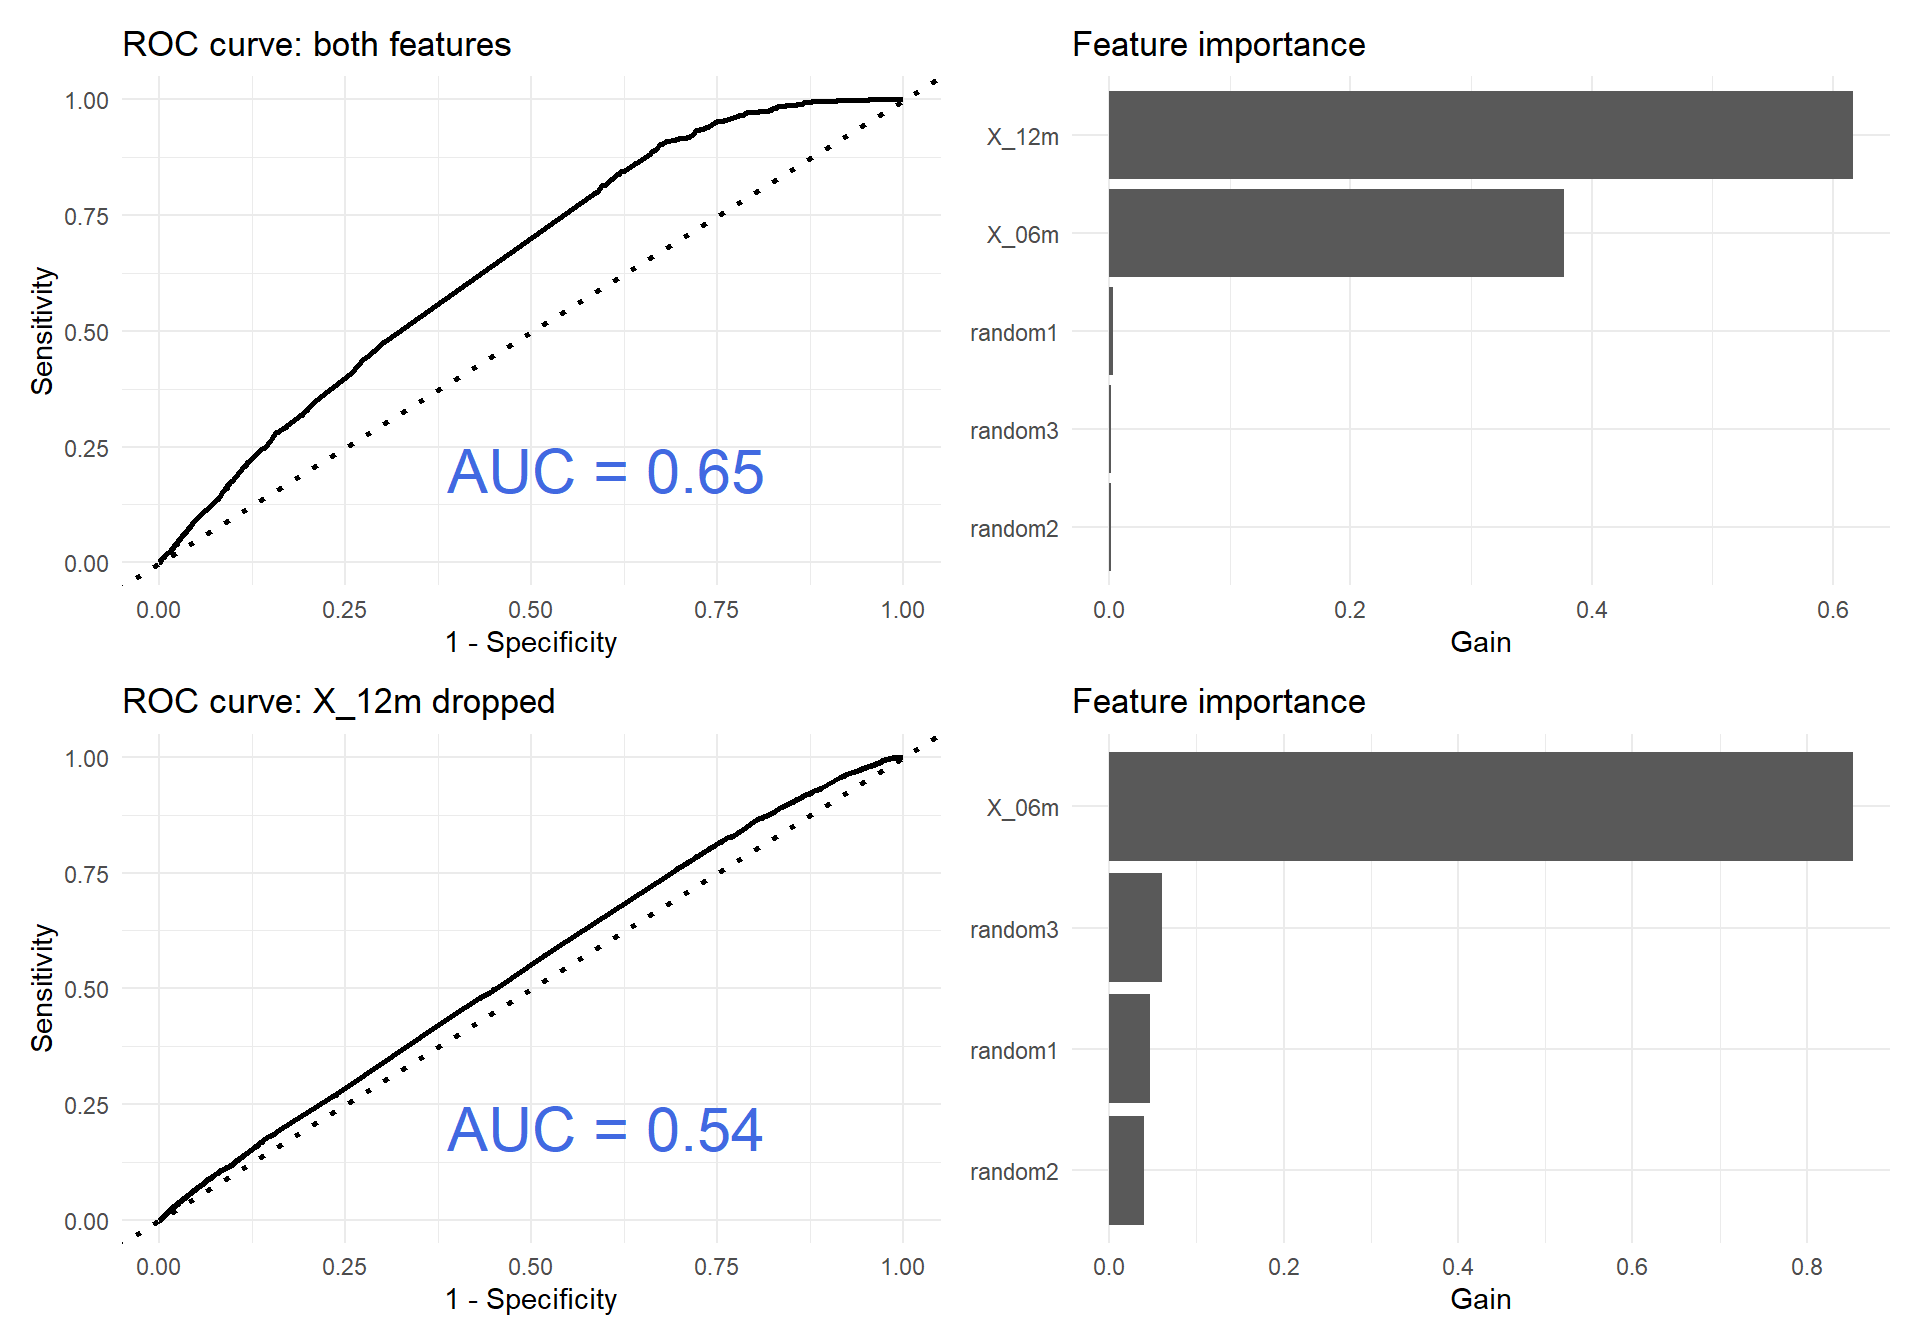 ROC curve: both features
1.00
0.75
0.50
0.25
0.00
Sensitivity
AUC = 0.65
0.00 0.25 0.50 0.75 1.00
1 - Specificity
Feature importance
X_12m
X_06m
random1
random3
random2
0.0 0.2 0.4 0.6
Gain
ROC curve: X_12m dropped
1.00
0.75
0.50
0.25
0.00
Sensitivity
AUC = 0.54
0.00 0.25 0.50 0.75 1.00
1 - Specificity
Feature importance
X_06m
random3
random1
random2
0.0 0.2 0.4 0.6 0.8
Gain